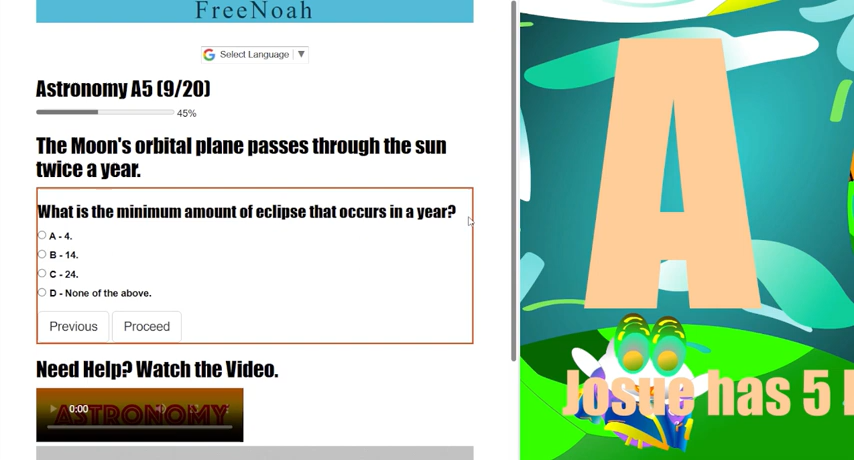 FreeNoah
Select Language
Astronomy A5 (9/20)
45%
The Moon's orbital plane passes through the sun
twice a year.
What is the minimum amount of eclipse that occurs in a year?
A - 4.
B - 14.
C - 24.
D - None of the above.
Previous Proceed
Need Help? Watch the Video.
0:00
ASTRONOMY
A
Josue has 5